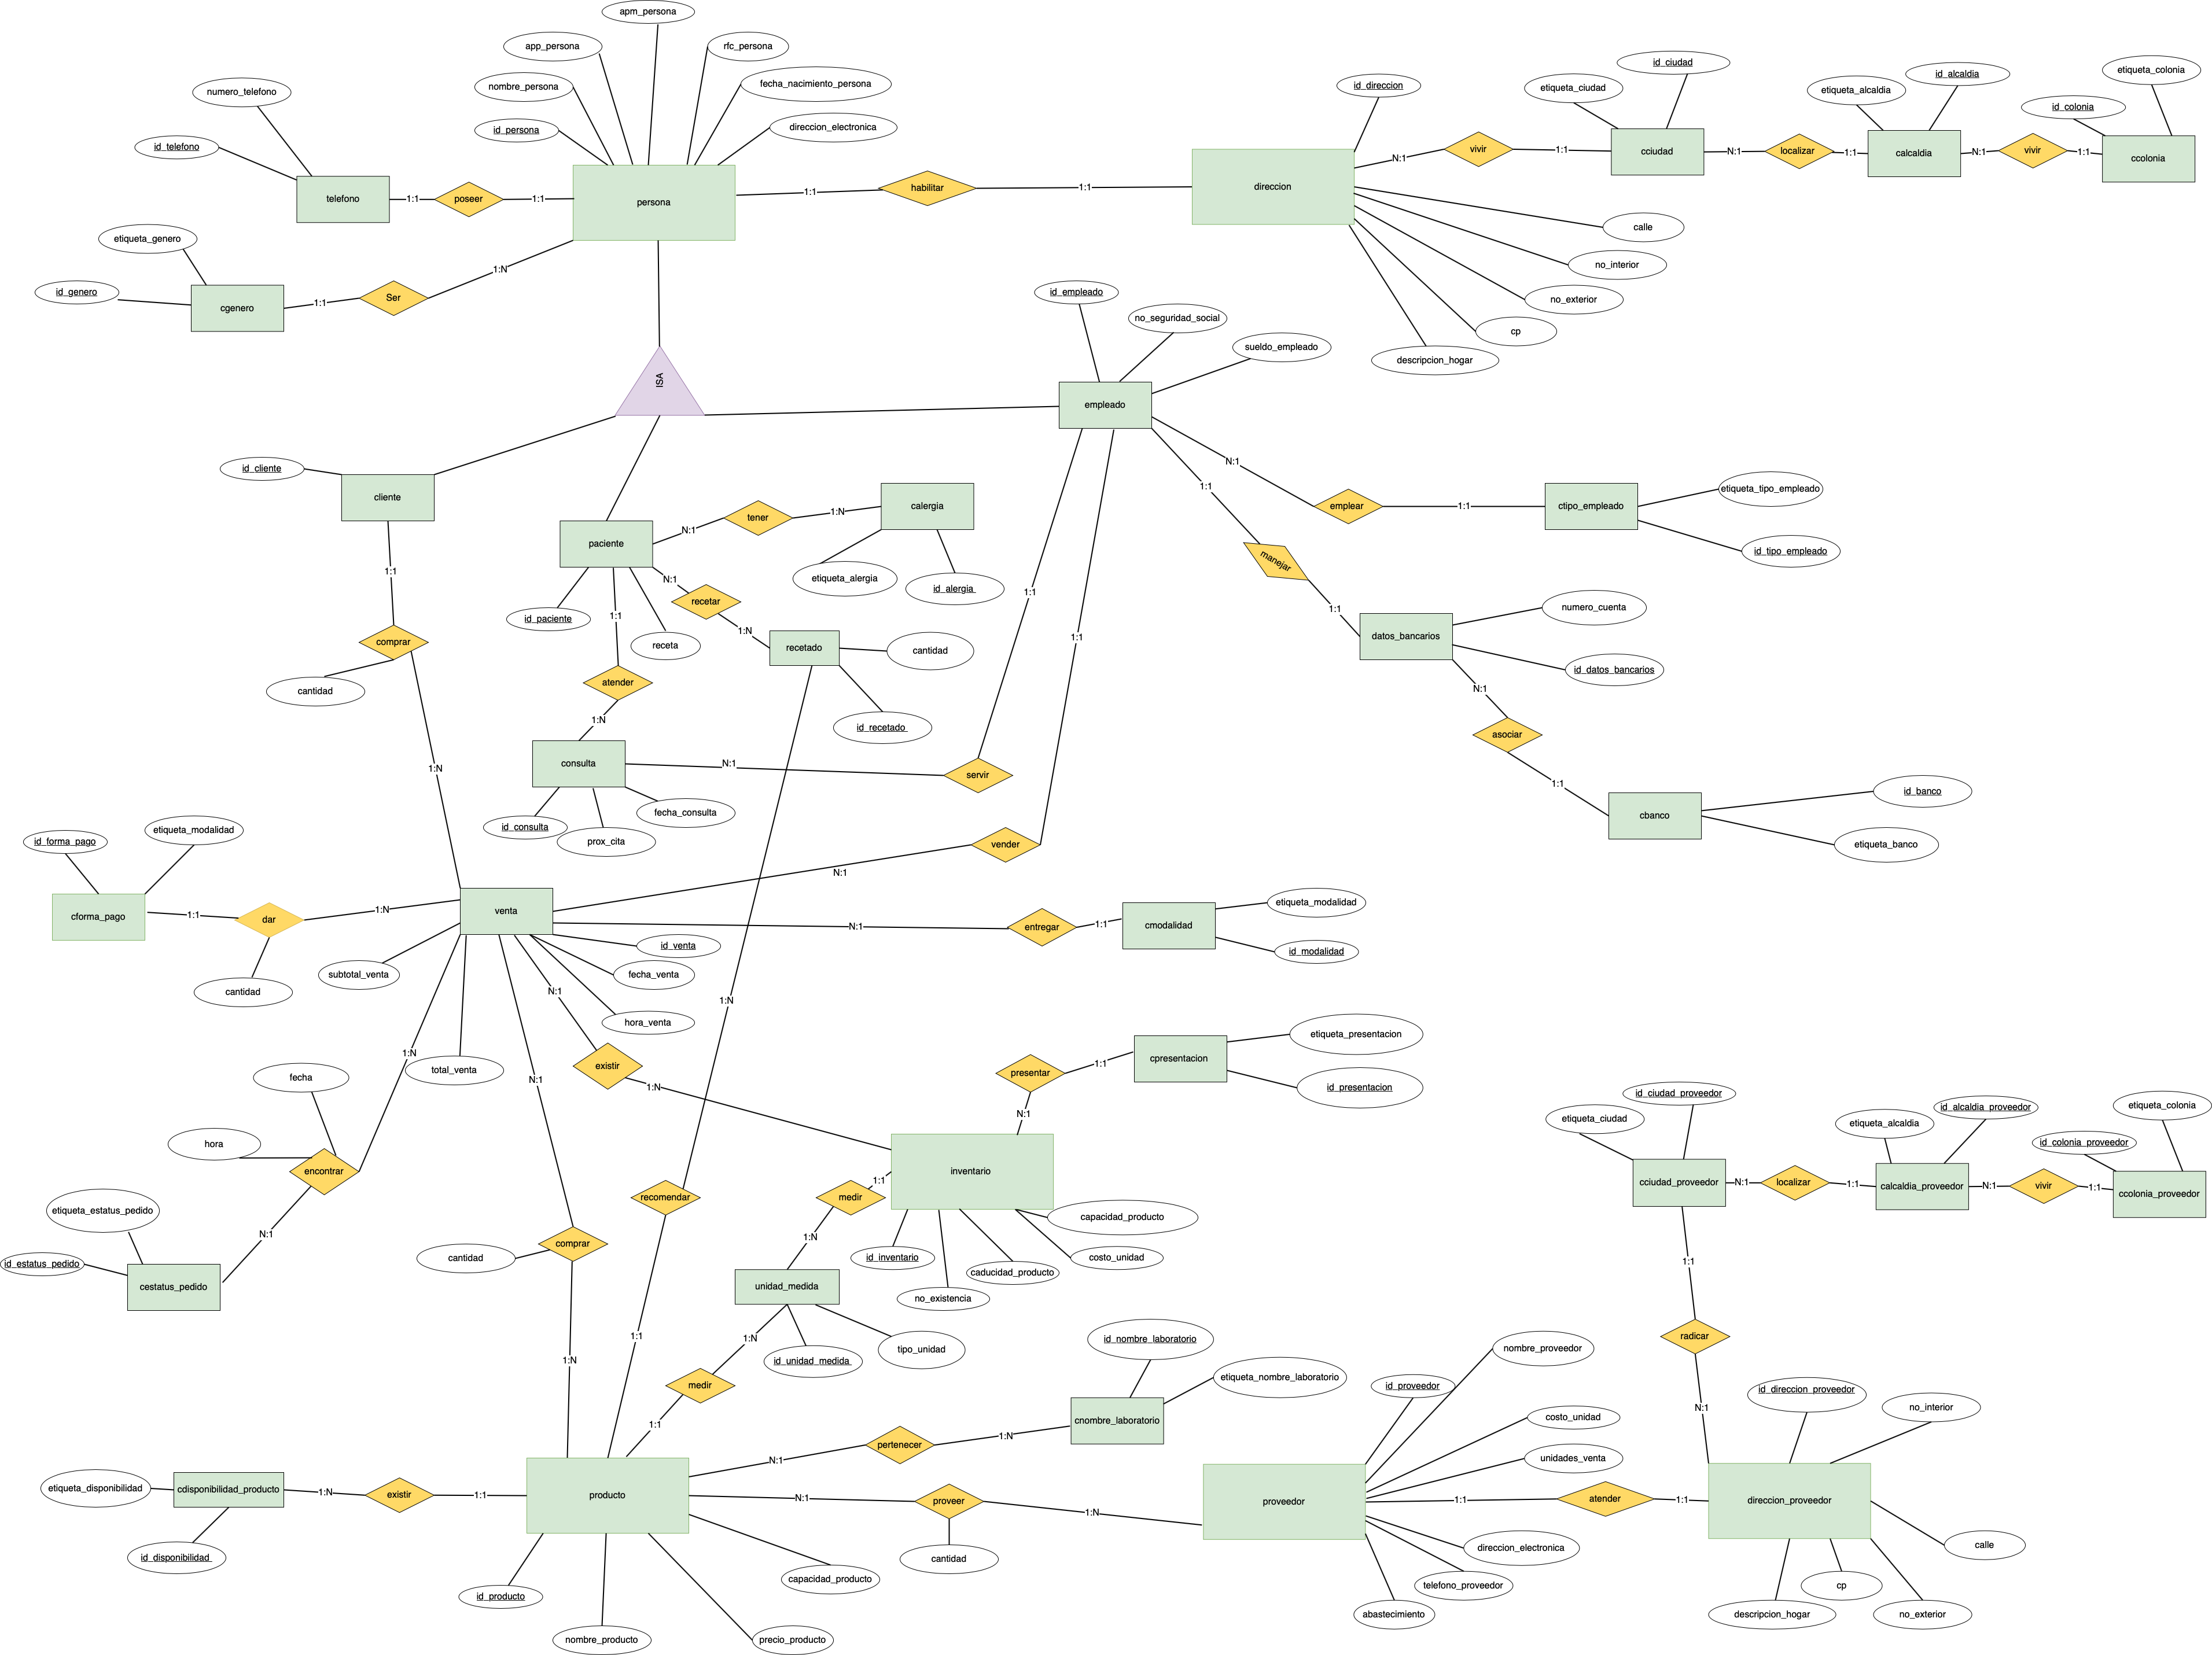 apm_persona
app_persona
rfc_persona
nombre_persona
fecha_nacimiento_persona
id_persona
direccion_electronica
numero_telefono
id_telefono
telefono
1:1
poseer
1:1
persona
1:1
habilitar
1:1
direccion
id_direccion
N:1
vivir
1:1
etiqueta_ciudad
id_ciudad
cciudad
N:1
localizar
1:1
etiqueta_alcaldia
id_alcaldia
calcaldia
N:1
vivir
1:1
id_colonia
etiqueta_colonia
ccolonia
calle
no_interior
no_exterior
cp
descripcion_hogar
etiqueta_genero
id_genero
cgenero
1:1
Ser
1:N
ISA
id_empleado
no_seguridad_social
sueldo_empleado
empleado
id_cliente
cliente
1:1
comprar
cantidad
1:N
paciente
N:1
tener
1:N
calergia
etiqueta_alergia
id_alergia
N:1
recetar
1:N
recetado
cantidad
id_recetado
id_paciente
1:1
receta
atender
1:N
consulta
id_consulta
prox_cita
fecha_consulta
N:1
servir
1:1
1:1
vender
N:1
N:1
emplear
1:1
ctipo_empleado
etiqueta_tipo_empleado
id_tipo_empleado
1:1
manejar
1:1
datos_bancarios
numero_cuenta
id_datos_bancarios
N:1
asociar
1:1
cbanco
id_banco
etiqueta_banco
id_forma_pago
etiqueta_modalidad
cforma_pago
1:1
dar
1:N
cantidad
venta
N:1
entregar
1:1
cmodalidad
etiqueta_modalidad
id_modalidad
subtotal_venta
id_venta
fecha_venta
hora_venta
total_venta
N:1
existir
1:N
1:N
1:N
fecha
hora
encontrar
N:1
etiqueta_estatus_pedido
id_estatus_pedido
cestatus_pedido
N:1
comprar
cantidad
1:N
recomendar
1:1
presentar
1:1
N:1
cpresentacion
etiqueta_presentacion
id_presentacion
inventario
1:1
medir
1:N
id_inventario
no_existencia
caducidad_producto
costo_unidad
capacidad_producto
unidad_medida
1:N
id_unidad_medida
tipo_unidad
medir
1:1
id_ciudad_proveedor
etiqueta_ciudad
cciudad_proveedor
N:1
localizar
1:1
etiqueta_alcaldia
id_alcaldia_proveedor
calcaldia_proveedor
N:1
vivir
1:1
id_colonia_proveedor
etiqueta_colonia
ccolonia_proveedor
1:1
radicar
N:1
id_nombre_laboratorio
etiqueta_nombre_laboratorio
cnombre_laboratorio
N:1
pertenecer
1:N
etiqueta_disponibilidad
cdisponibilidad_producto
id_disponibilidad
1:N
existir
1:1
producto
N:1
proveer
1:N
cantidad
id_producto
nombre_producto
precio_producto
capacidad_producto
proveedor
id_proveedor
nombre_proveedor
costo_unidad
unidades_venta
1:1
atender
1:1
direccion_electronica
telefono_proveedor
abastecimiento
direccion_proveedor
id_direccion_proveedor
no_interior
calle
cp
descripcion_hogar
no_exterior